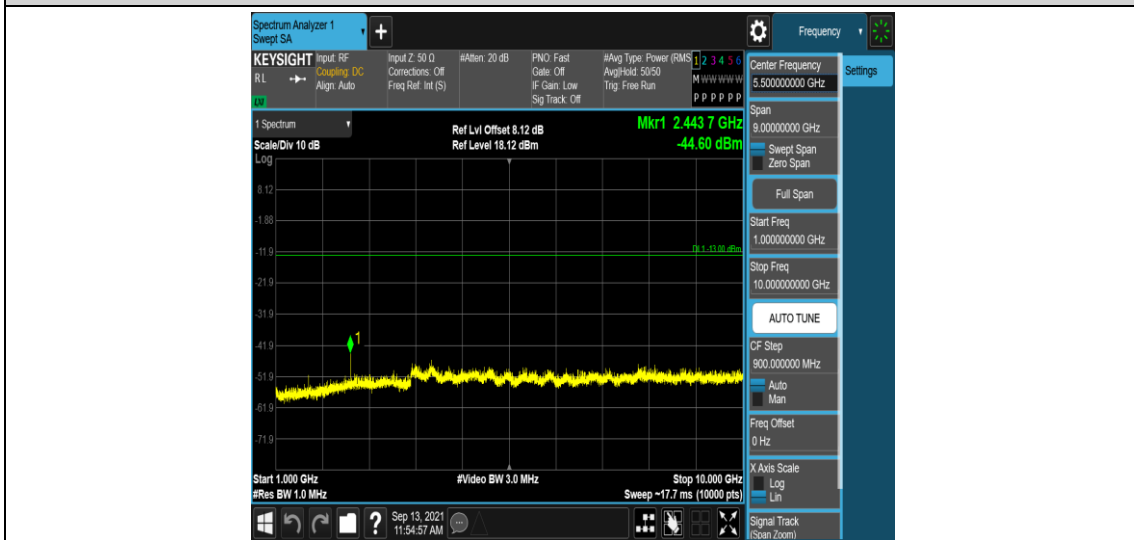 Spectrum Analyzer 1
Swept SA
+
Frequency
KEYSIGHT
RL
Input: RF
Coupling: DC
Align: Auto
Input Z: 50 Ω
Corrections: Off
Freq Ref: Int (S)
#Atten: 20 dB
PNO: Fast
Gate: Off
IF Gain: Low
Sig Track: Off
#Avg Type: Power (RMS
Avg|Hold: 50/50
Trig: Free Run
1 2 3 4 5 6
M W W W W W
P P P P P P
1 Spectrum
Scale/Div 10 dB
Log
Ref Lvl Offset 8.12 dB
Ref Level 18.12 dBm
Mkr1 2.443 7 GHz
-44.60 dBm
8.12
-1.88
-11.9
DL1 -13.00 dBm
-21.9
-31.9
1
-41.9
-51.9
-61.9
-71.9
Start 1.000 GHz
#Video BW 3.0 MHz
Stop 10.000 GHz
#Res BW 1.0 MHz
Sweep ~17.7 ms (10000 pts)
Center Frequency
5.500000000 GHz
Settings
Span
9.00000000 GHz
Swept Span
Zero Span
Full Span
Start Freq
1.000000000 GHz
Stop Freq
10.000000000 GHz
AUTO TUNE
CF Step
900.000000 MHz
Auto
Man
Freq Offset
0 Hz
X Axis Scale
Log
Lin
Signal Track
(Span Zoom)
?
Sep 13, 2021
11:54:57 AM